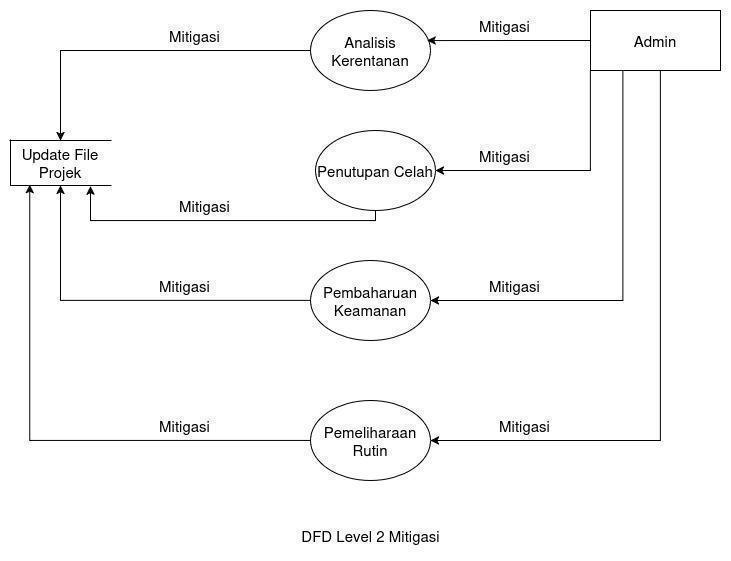 Mitigasi
Analisis
Kerentanan
Mitigasi
Admin
Update File
Projek
Penutupan Celah
Mitigasi
Mitigasi
Mitigasi
Pembaharuan
Keamanan
Mitigasi
Mitigasi
Pemeliharaan
Rutin
Mitigasi
DFD Level 2 Mitigasi